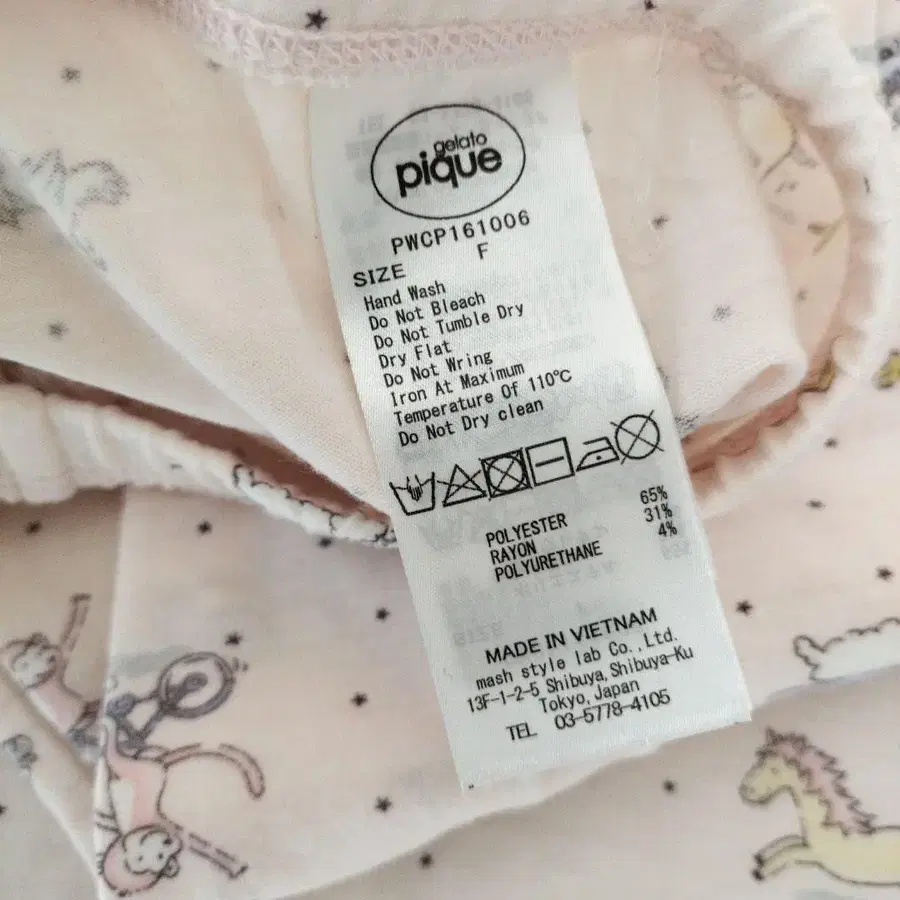 gelato
pique
PWCP161006
SIZE F
Hand Wash
Do Not Bleach
Do Not Tumble Dry
Dry Flat
Do Not Wring
Iron At Maximum
Temperature Of 110℃
Do Not Dry clean
POLYESTER 65%
RAYON 31%
POLYURETHANE 4%
MADE IN VIETNAM
mash style lab Co.,Ltd.
13F-1-2-5 Shibuya,Shibuya-Ku
Tokyo,Japan
TEL 03-5778-4105